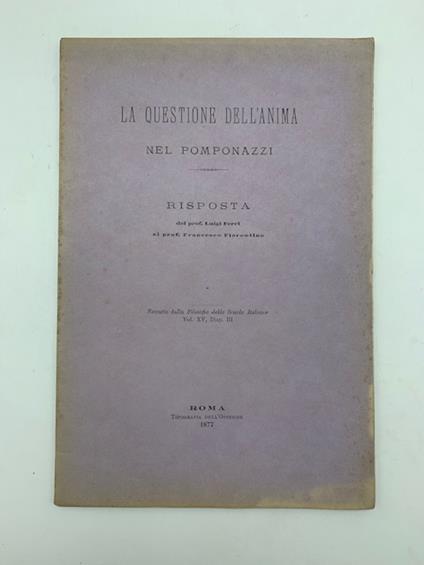 LA QUESTIONE DELL'ANIMA
NEL POMPONAZZI
RISPOSTA
del prof. Luigi Ferri
al prof. Francesco Fiorentino
Estratto dalla Filosofia delle Scuole Italiane
Vol. XV, Disp. III
ROMA
TIPOGRAFIA DELL'OPINIONE
1877